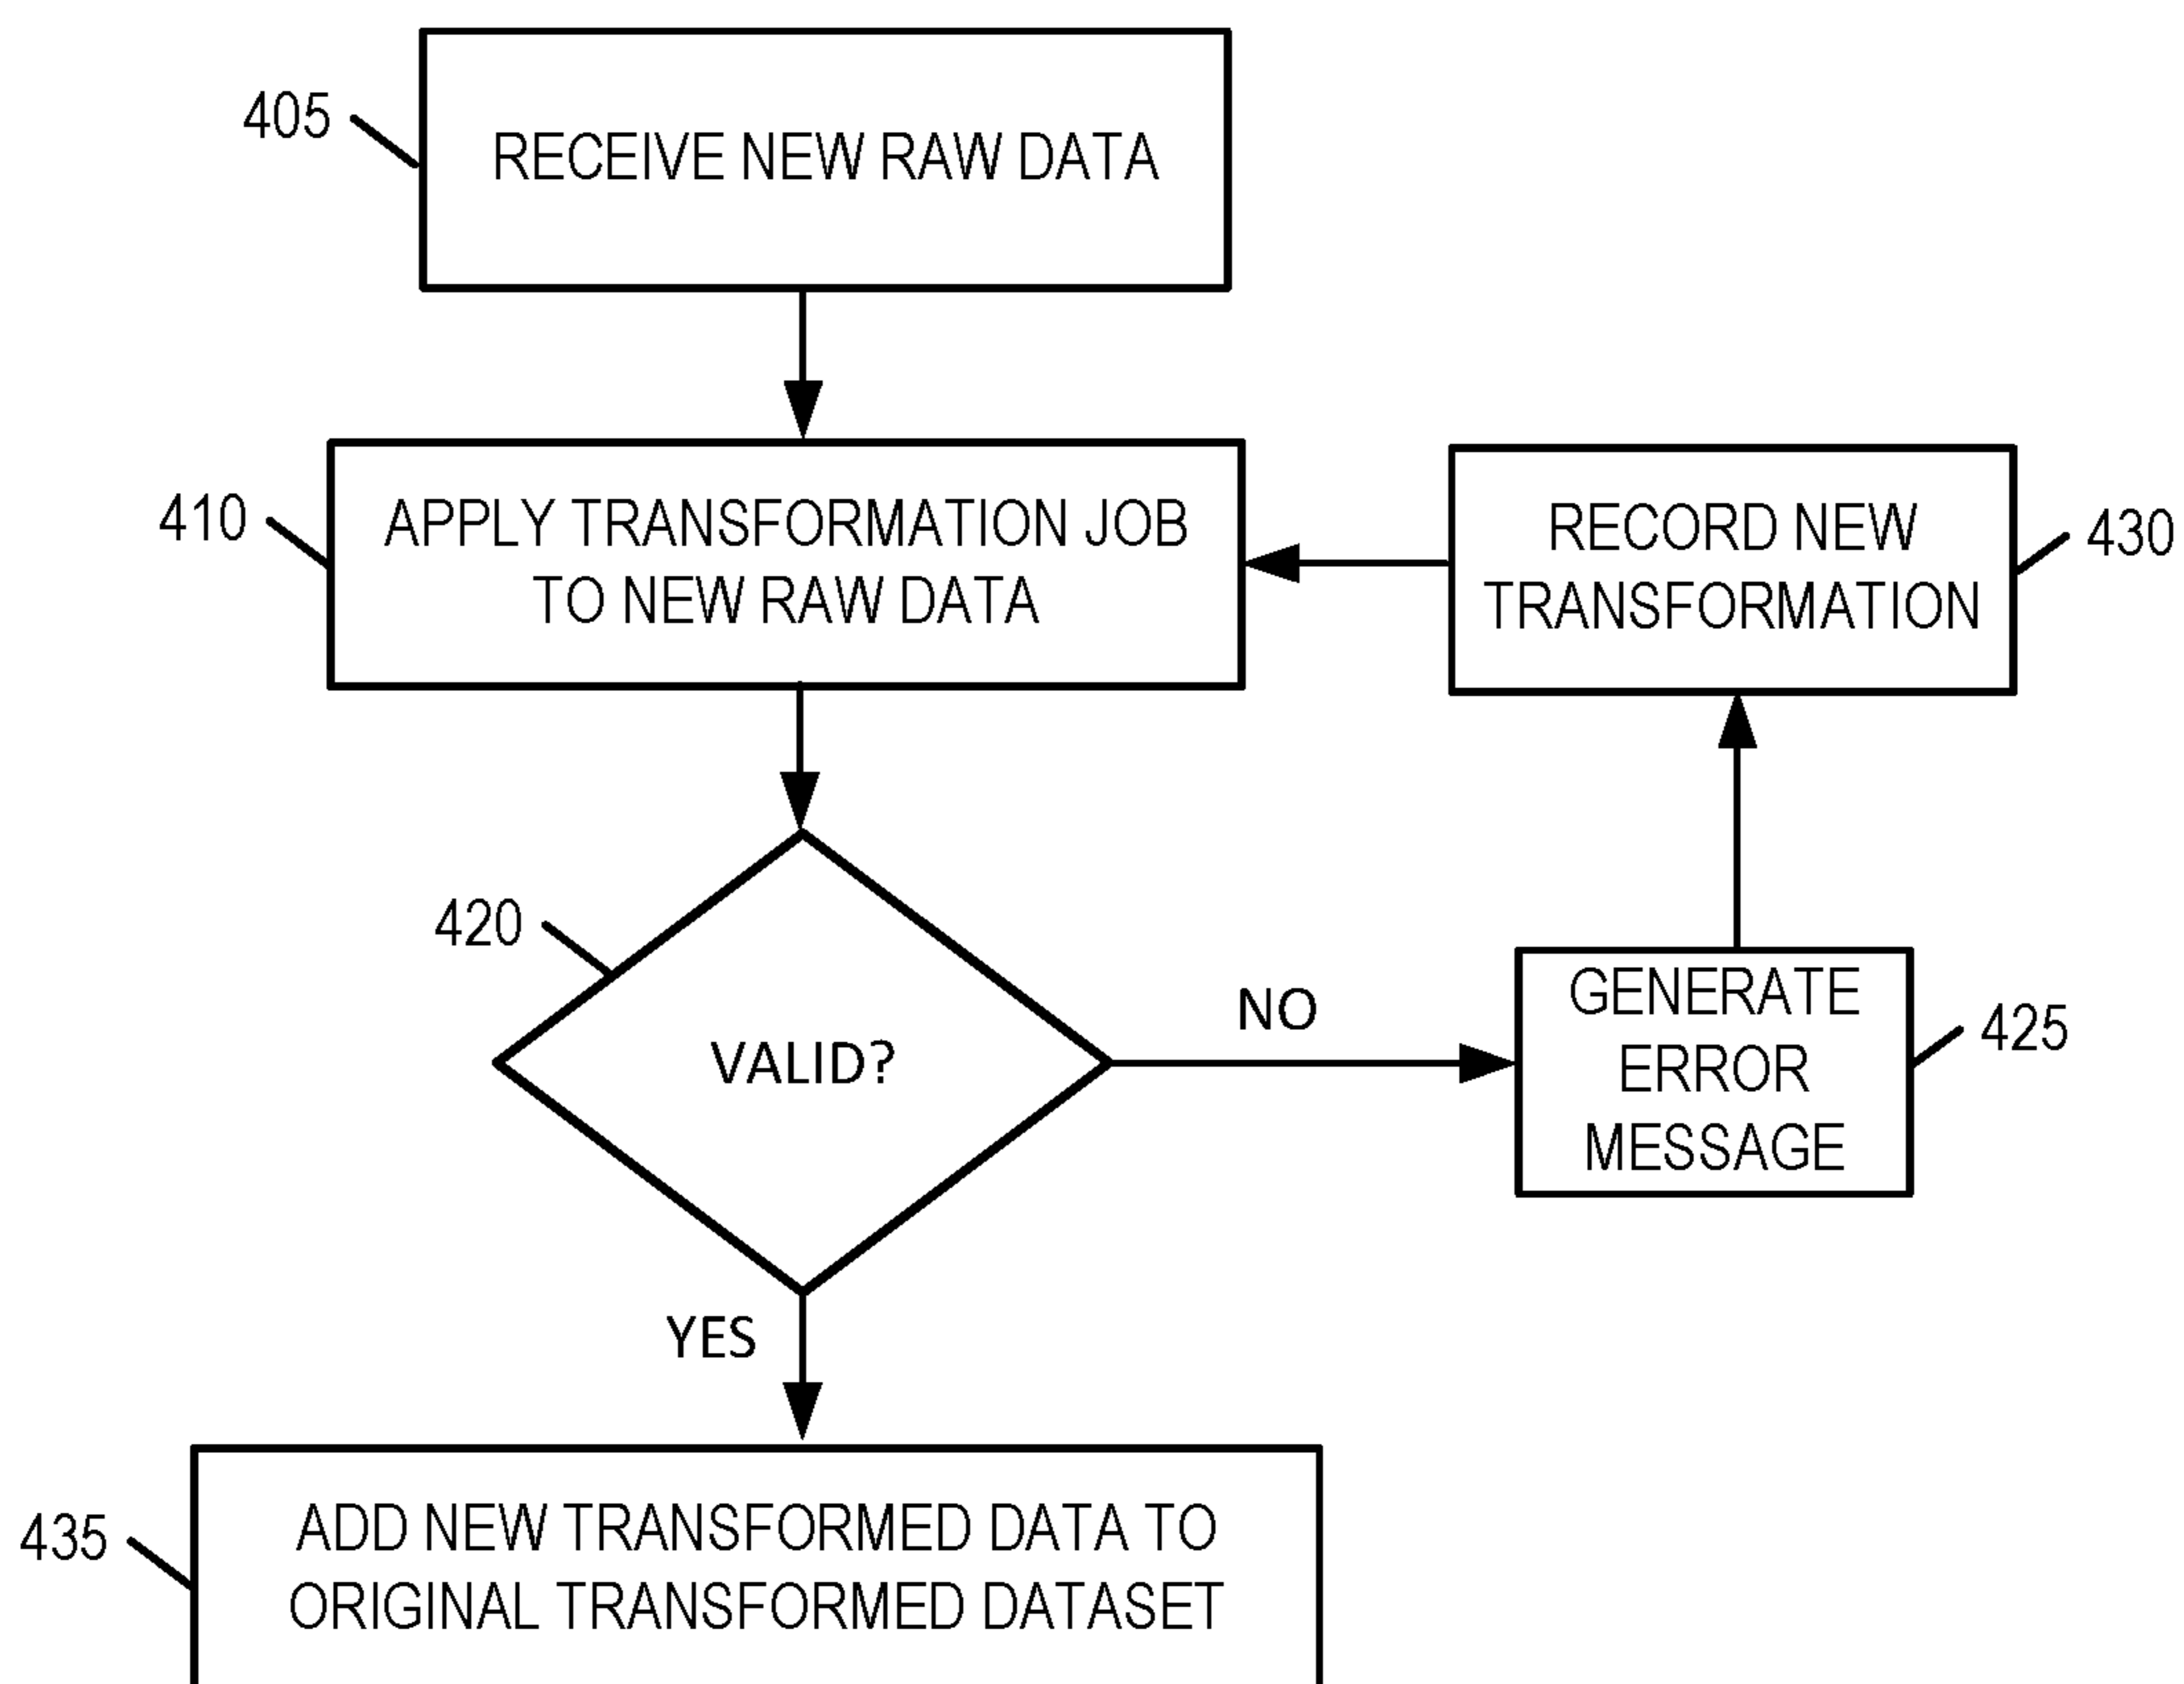 405
RECEIVE NEW RAW DATA
410
APPLY TRANSFORMATION JOB
TO NEW RAW DATA
RECORD NEW
TRANSFORMATION
430
420
VALID?
NO
GENERATE
ERROR
MESSAGE
425
YES
435
ADD NEW TRANSFORMED DATA TO
ORIGINAL TRANSFORMED DATASET